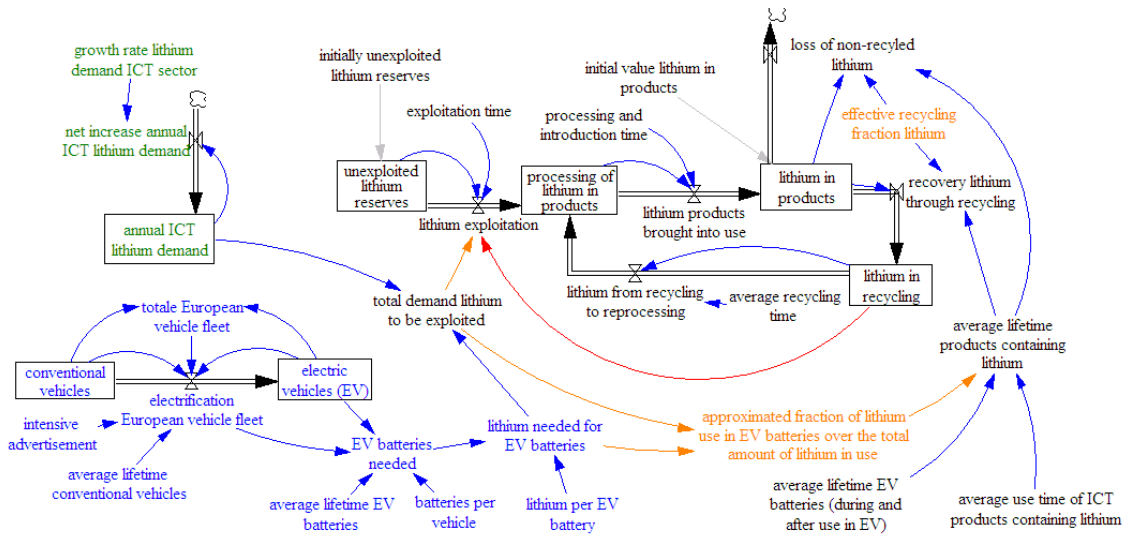 growth rate lithium
demand ICT sector
net increase annual
ICT lithium demand
annual ICT
lithium demand
initially unexploited
lithium reserves
exploitation time
unexploited
lithium
reserves
lithium exploitation
processing and
introduction time
processing of
lithium in
products
initial value lithium in
products
lithium products
brought into use
lithium in
products
loss of non-recyled
lithium
effective recycling
fraction lithium
recovery lithium
through recycling
lithium in
recycling
lithium from recycling
to reprocessing
average recycling
time
total demand lithium
to be exploited
average lifetime
products containing
lithium
totale European
vehicle fleet
conventional
vehicles
electric
vehicles (EV)
electrification
European vehicle fleet
intensive
advertisement
average lifetime
conventional vehicles
EV batteries
needed
average lifetime EV
batteries
batteries per
vehicle
lithium needed for
EV batteries
lithium per EV
battery
approximated fraction of lithium
use in EV batteries over the total
amount of lithium in use
average lifetime EV
batteries (during and
after use in EV)
average use time of ICT
products containing lithium